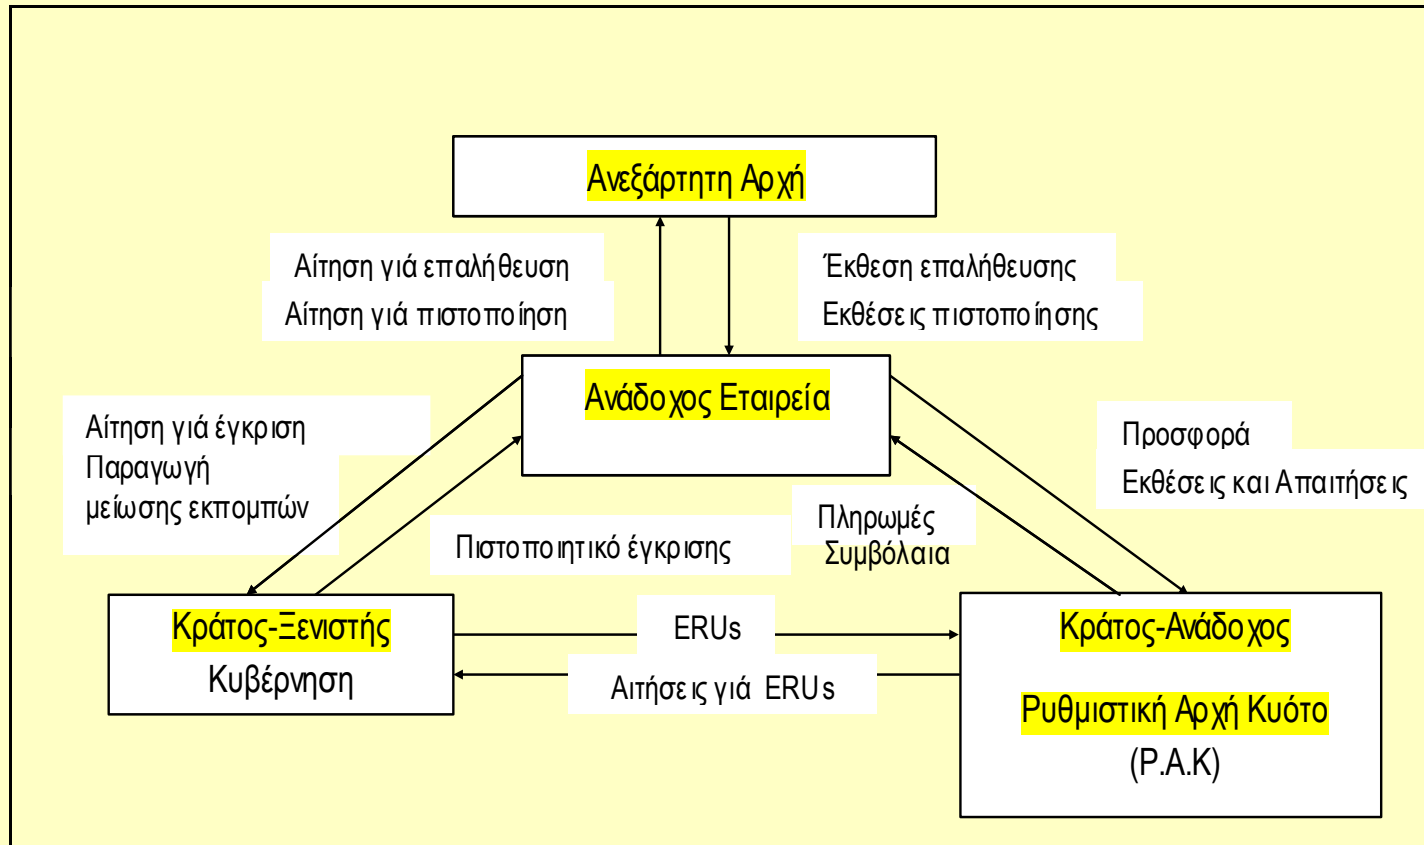 Ανεξάρτητη Αρχή
Αίτηση γιά επαλήθευση
Αίτηση γιά πιστοποίηση
Έκθεση επαλήθευσης
Εκθέσεις πιστοποίησης
Ανάδοχος Εταιρεία
Αίτηση γιά έγκριση
Παραγωγή
μείωσης εκπομπών
Προσφορά
Εκθέσεις και Απαιτήσεις
Πιστοποιητικό έγκρισης
Πληρωμές
Συμβόλαια
Κράτος-Ξενιστής
Κυβέρνηση
ERUs
Αιτήσεις γιά ERUs
Κράτος-Ανάδοχος
Ρυθμιστική Αρχή Κυότο
(Ρ.Α.Κ)